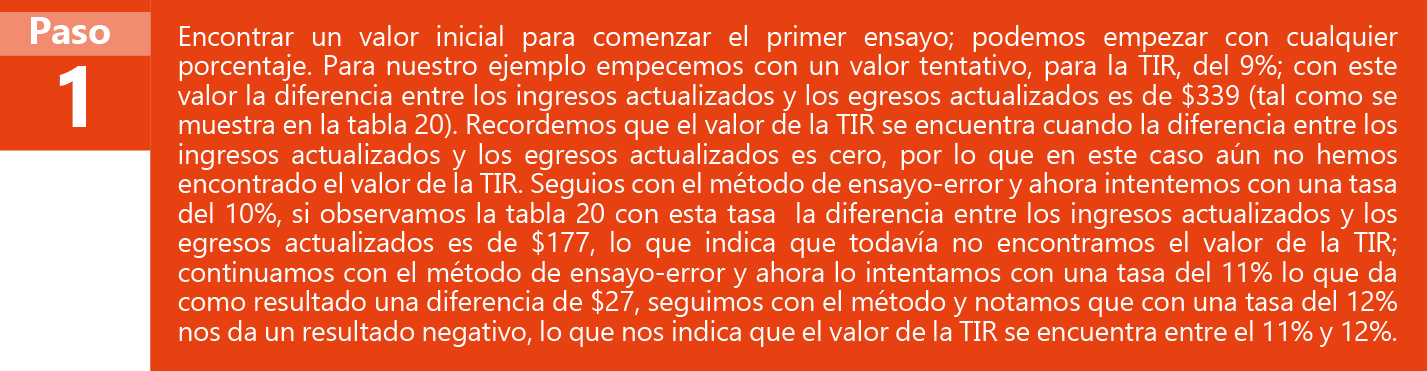 Paso
1
Encontrar un valor inicial para comenzar el primer ensayo; podemos empezar con cualquier
porcentaje. Para nuestro ejemplo empecemos con un valor tentativo, para la TIR, del 9%; con este
valor la diferencia entre los ingresos actualizados y los egresos actualizados es de $339 (tal como se
muestra en la tabla 20). Recordemos que el valor de la TIR se encuentra cuando la diferencia entre los
ingresos actualizados y los egresos actualizados es cero, por lo que en este caso aún no hemos
encontrado el valor de la TIR. Seguios con el método de ensayo-error y ahora intentemos con una tasa
del 10%, si observamos la tabla 20 con esta tasa  la diferencia entre los ingresos actualizados y los
egresos actualizados es de $177, lo que indica que todavía no encontramos el valor de la TIR;
continuamos con el método de ensayo-error y ahora lo intentamos con una tasa del 11% lo que da
como resultado una diferencia de $27, seguimos con el método y notamos que con una tasa del 12%
nos da un resultado negativo, lo que nos indica que el valor de la TIR se encuentra entre el 11% y 12%.